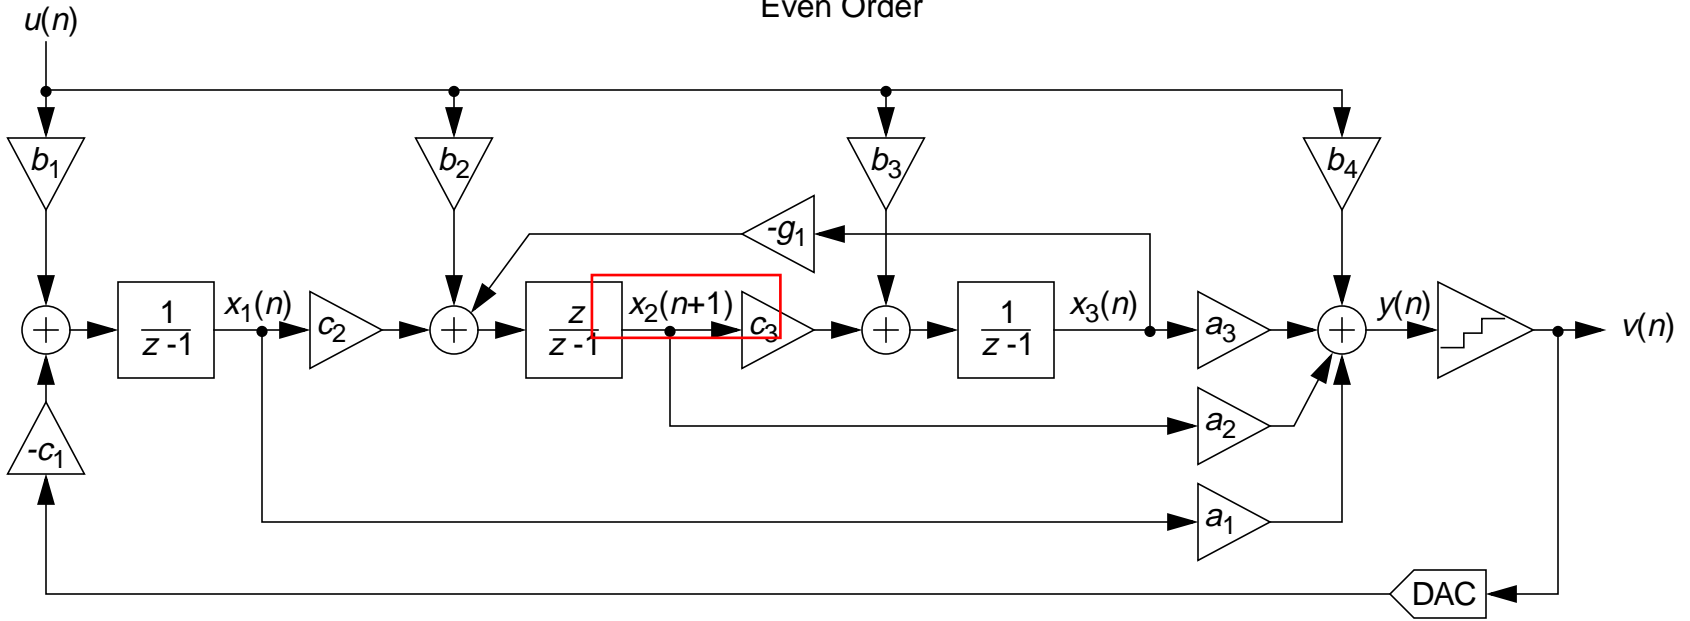 Even Order
u(n)
b1
b2
b3
b4
-g1
1
z -1
x1(n)
c2
z
z -1
x2(n+1)
c3
1
z -1
x3(n)
a3
y(n)
v(n)
a2
-c1
a1
DAC